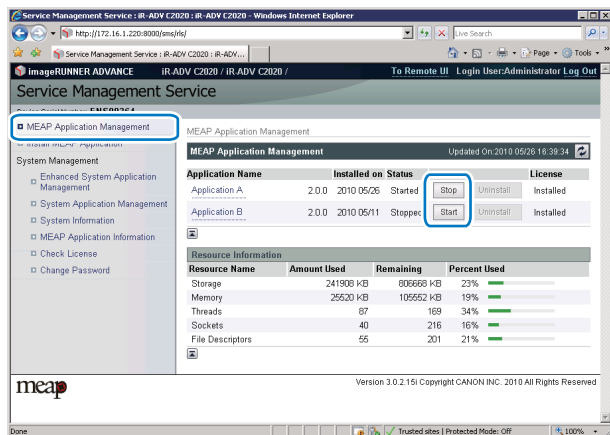 Service Management Service : iR-ADV C2020 : iR-ADV C2020 - Windows Internet Explorer
http://172.16.1.220:8000/sms/rls/
Live Search
Service Management Service : iR-ADV C2020 : iR-ADV...
Page
Tools
imageRUNNER ADVANCE iR-ADV C2020 / iR-ADV C2020 / To Remote UI Login User:Administrator Log Out
Service Management Service
MEAP Application Management
Install MEAP Application
System Management
Enhanced System Application
Management
System Application Management
System Information
MEAP Application Information
Check License
Change Password
MEAP Application Management
MEAP Application Management Updated On:2010 05/26 16:39:34
Application Name Installed on Status License
Application A 2.0.0 2010 05/26 Started Stop Uninstall Installed
Application B 2.0.0 2010 05/11 Stopped Start Uninstall Installed
Resource Information
Resource Name Amount Used Remaining Percent Used
Storage 241908 KB 806668 KB 23%
Memory 25520 KB 105552 KB 19%
Threads 87 169 34%
Sockets 40 216 16%
File Descriptors 55 201 21%
meap
Version 3.0.2.15i Copyright CANON INC. 2010 All Rights Reserved
Done Trusted sites | Protected Mode: Off 100%